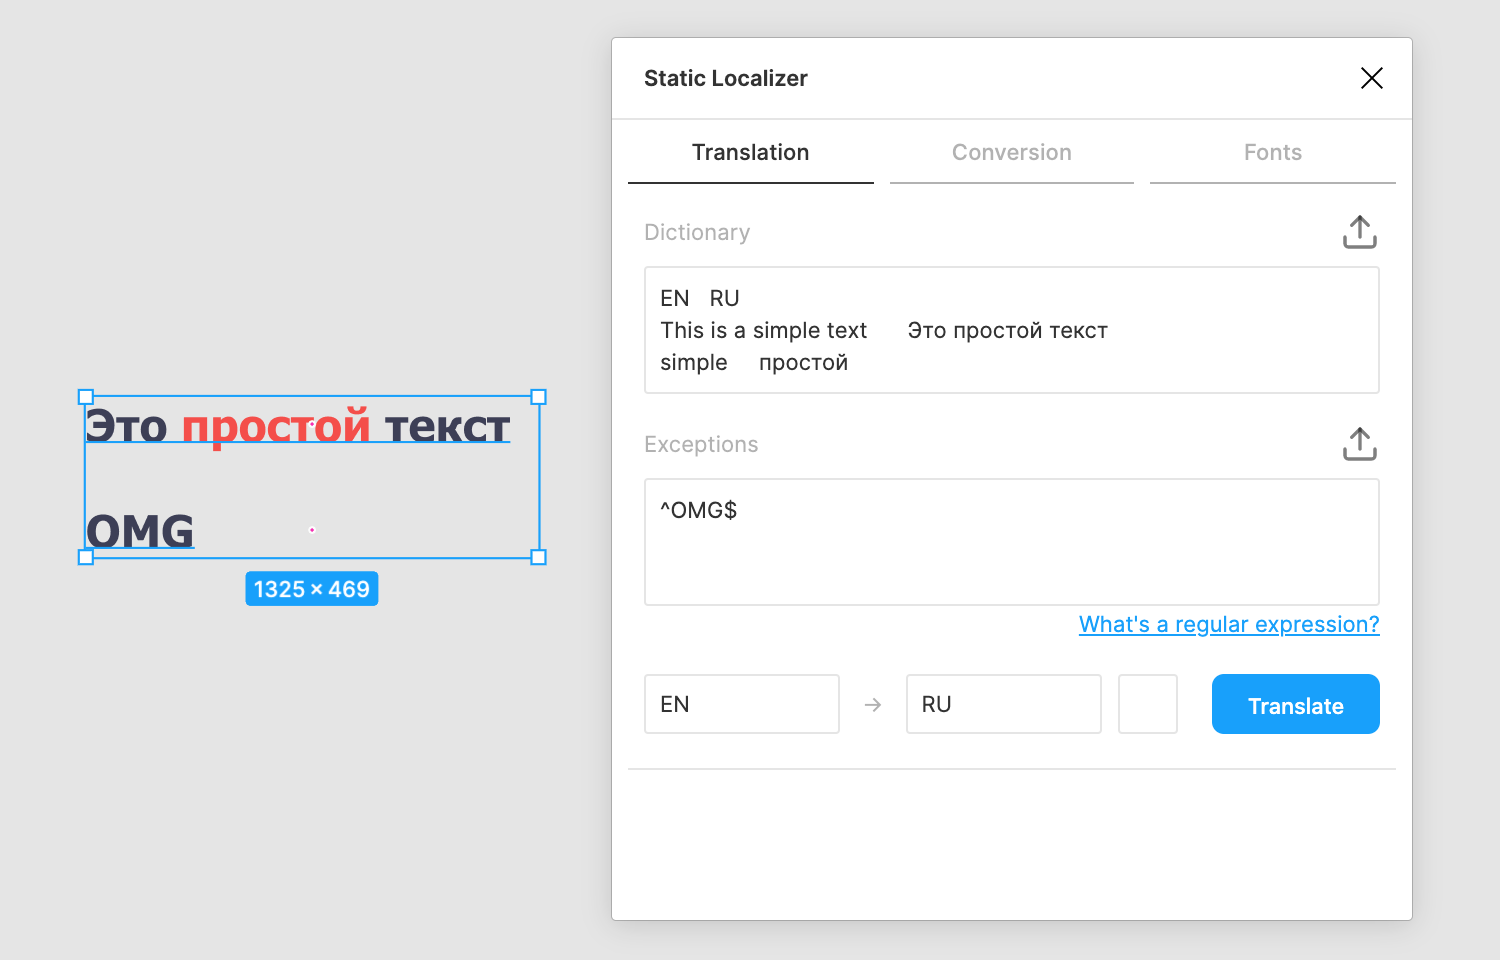 Static Localizer
Translation Conversion Fonts
Dictionary
EN RU
This is a simple text Это простой текст
simple простой
Exceptions
^OMG$
What's a regular expression?
EN → RU Translate
Это простой текст
OMG
1325 × 469